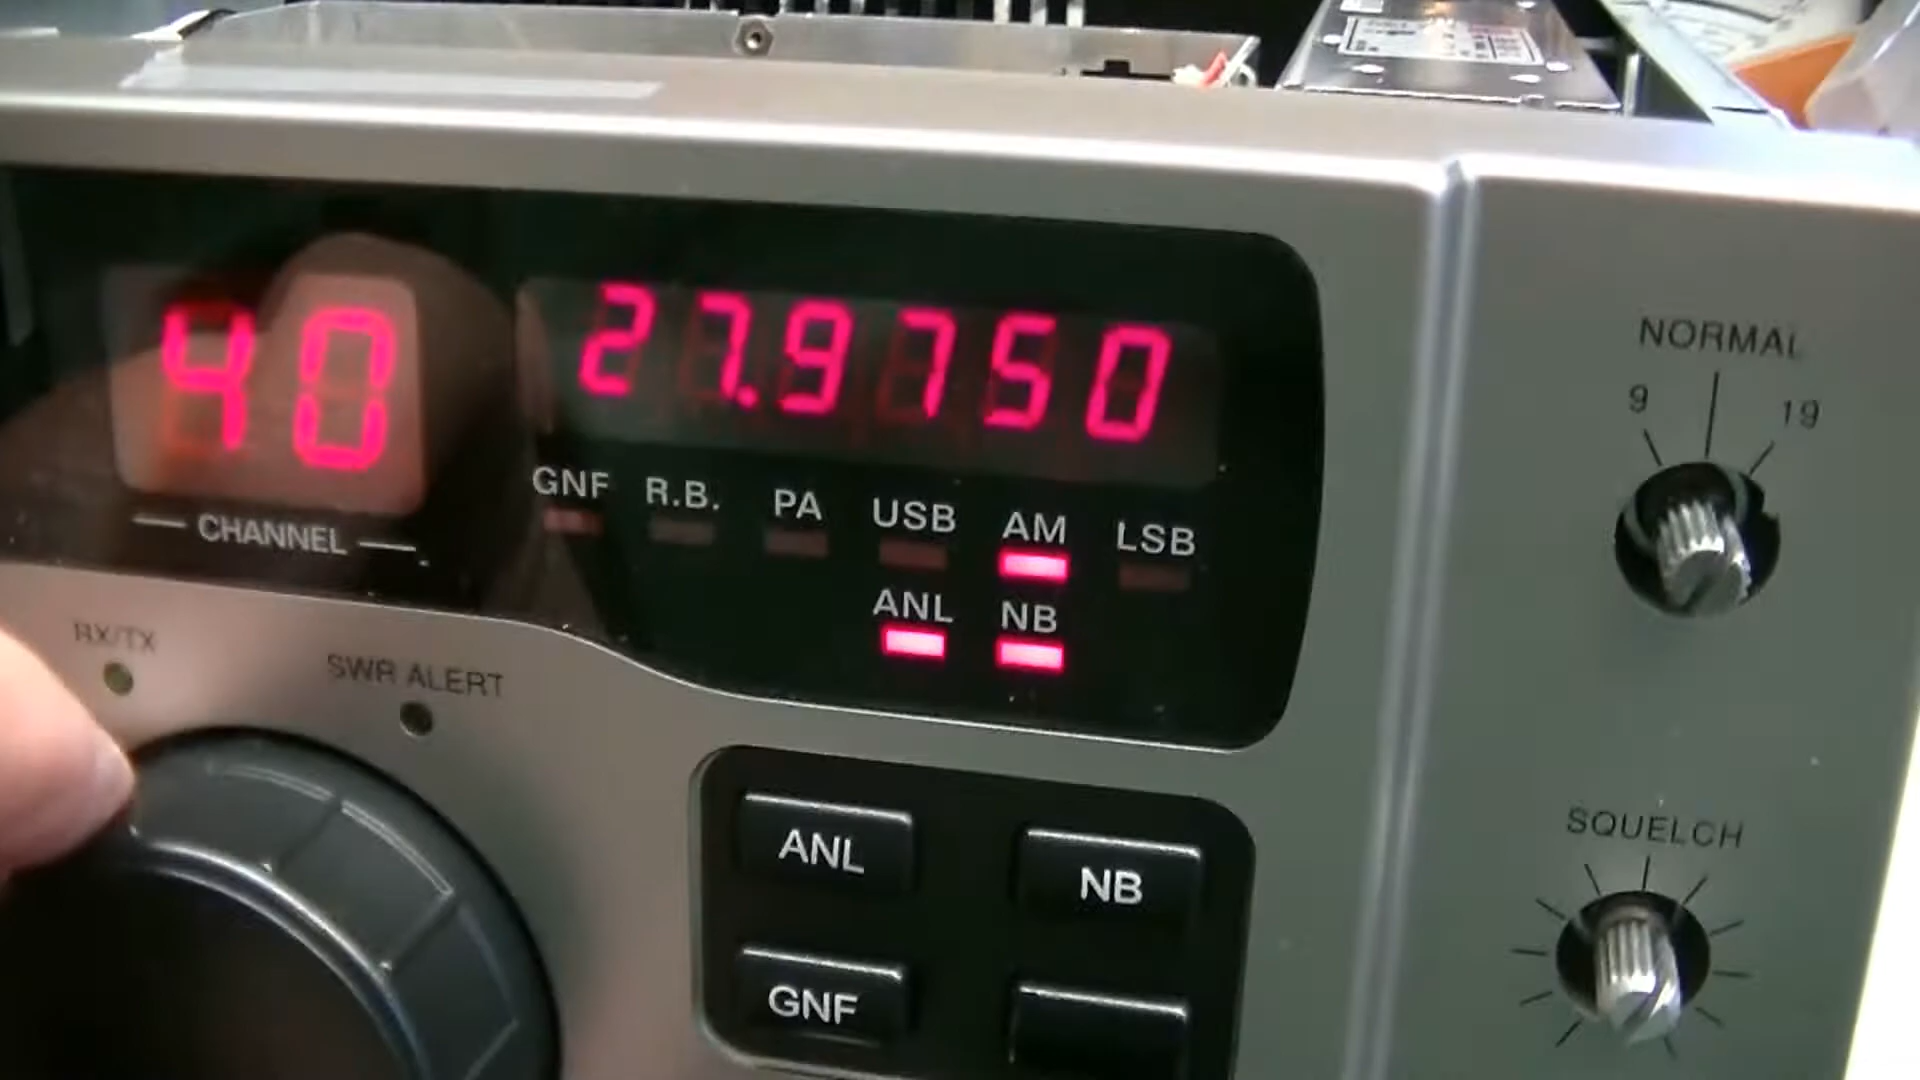 40 27.9750
GNF R.B. PA USB AM LSB
CHANNEL
ANL NB
NORMAL
9 19
RX/TX SWR ALERT
ANL NB
GNF
SQUELCH